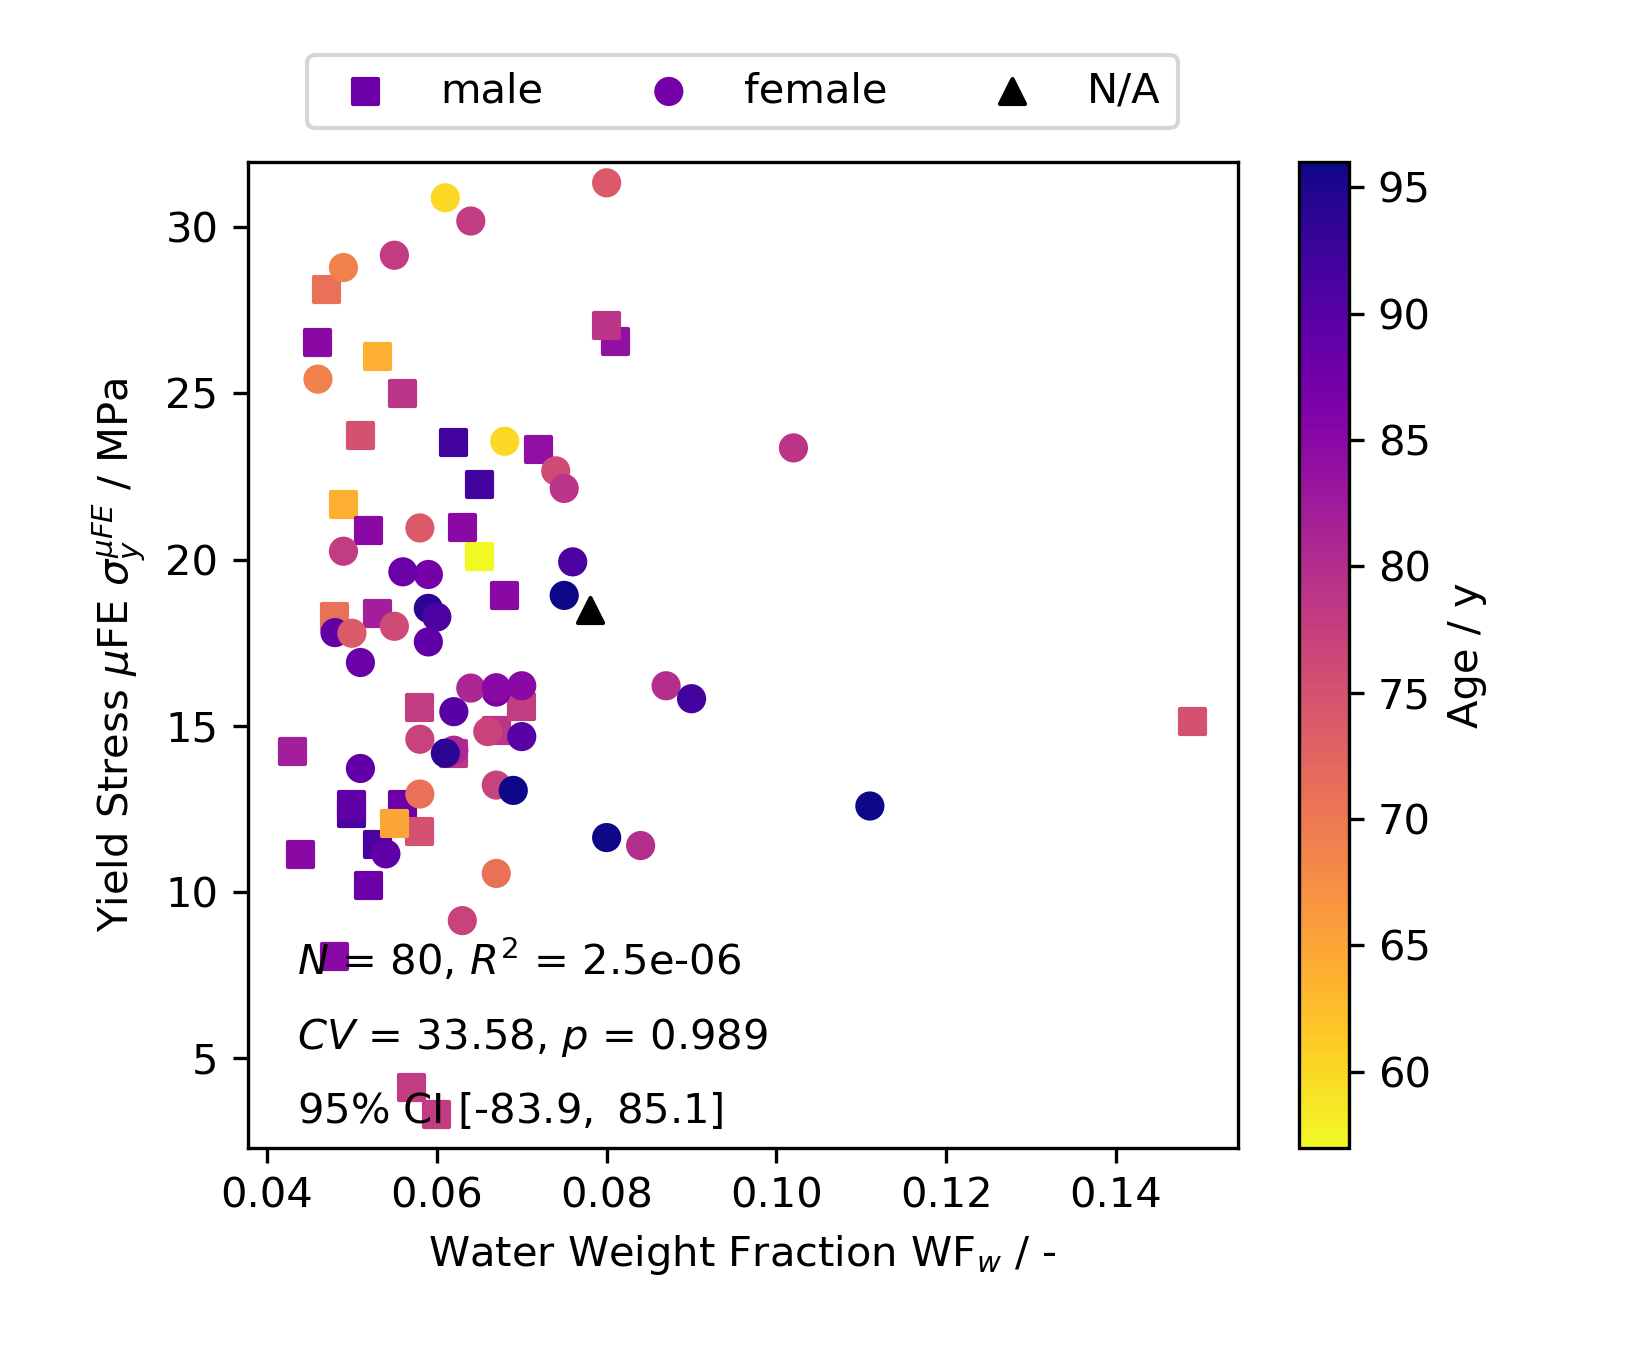 male female N/A
30
25
20
15
10
5
Yield Stress μFE σ_y^{μFE} / MPa
N = 80, R² = 2.5e-06
CV = 33.58, p = 0.989
95% CI [-83.9, 85.1]
0.04 0.06 0.08 0.10 0.12 0.14
Water Weight Fraction WF_w / -
95
90
85
80
75
70
65
60
Age / y